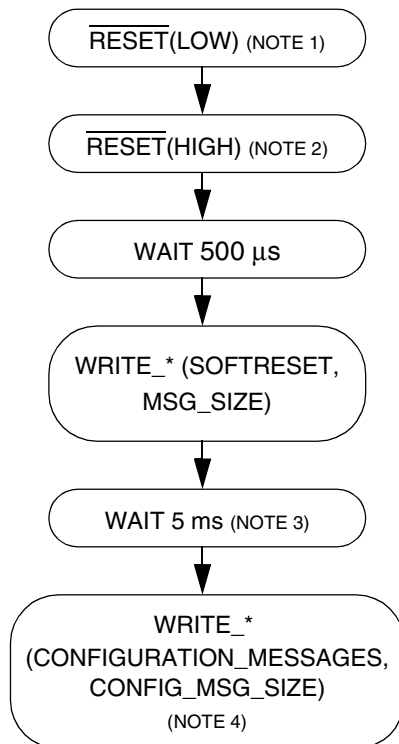 RESET(LOW) (NOTE 1)
RESET(HIGH) (NOTE 2)
WAIT 500 μs
WRITE_* (SOFTRESET,
MSG_SIZE)
WAIT 5 ms (NOTE 3)
WRITE_*
(CONFIGURATION_MESSAGES,
CONFIG_MSG_SIZE)
(NOTE 4)